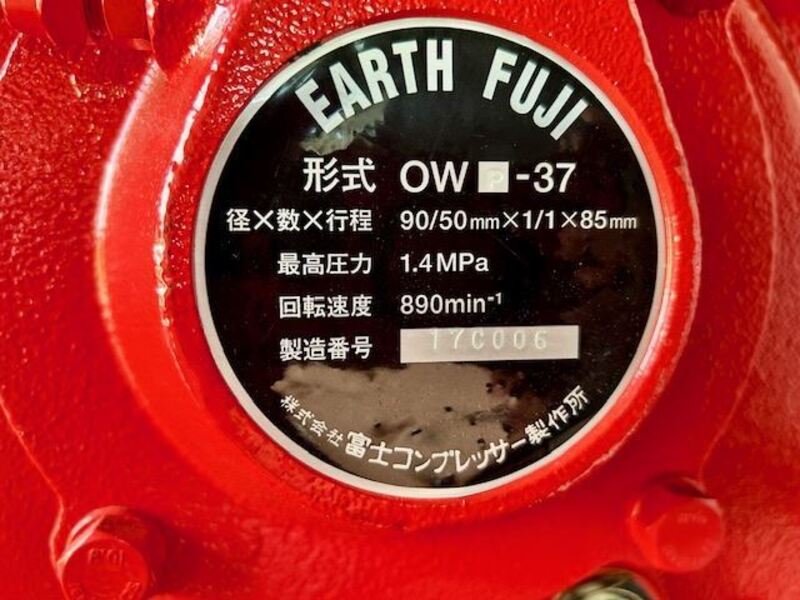 EARTH FUJI
形式 OW P -37
径×数×行程 90/50mm×1/1×85mm
最高圧力 1.4MPa
回転速度 890min⁻¹
製造番号 17C006
株式会社 富士コンプレッサー製作所